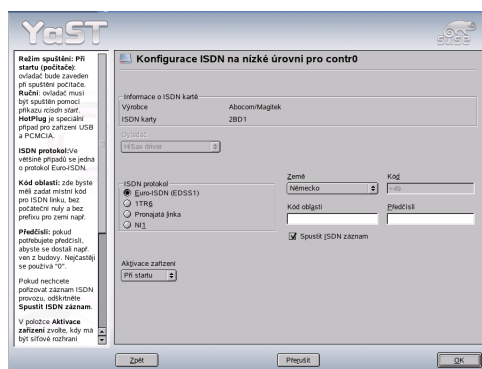 YaST
SUSE
Režim spuštění: Při
startu (počítače):
ovladač bude zaveden
při spuštění počítače.
Ruční: ovladač musí
být spuštěn pomocí
příkazu rcisdn start.
HotPlug je speciální
případ pro zařízení USB
a PCMCIA.
ISDN protokol:Ve
většině případů se jedná
o protokol Euro-ISDN.
Kód oblasti: zde byste
měli zadat místní kód
pro ISDN linku, bez
počáteční nuly a bez
prefixu pro zemi např.
Předčíslí: pokud
potřebujete předčíslí,
abyste se dostali např.
ven z budovy. Nejčastěji
se používá "0".
Pokud nechcete
pořizovat záznam ISDN
provozu, odškrtněte
Spustit ISDN záznam.
V položce Aktivace
zařízení zvolte, kdy má
být síťové rozhraní
Konfigurace ISDN na nízké úrovni pro contr0
Informace o ISDN kartě
Výrobce Abocom/Magitek
ISDN karty 2BD1
Ovladač
HiSax driver
ISDN protokol
Euro-ISDN (EDSS1)
1TR6
Pronajatá linka
NI1
Země
Německo
Kód
+49
Kód oblasti
Předčíslí
Spustit ISDN záznam
Aktivace zařízení
Při startu
Zpět
Přerušit
OK